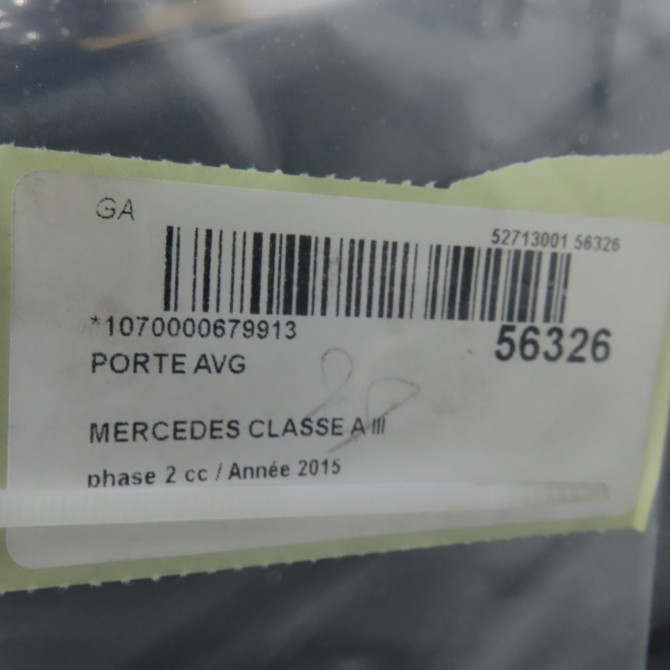 GA
52713001 56326
*1070000679913
56326
PORTE AVG
MERCEDES CLASSE A III
phase 2 cc / Année 2015